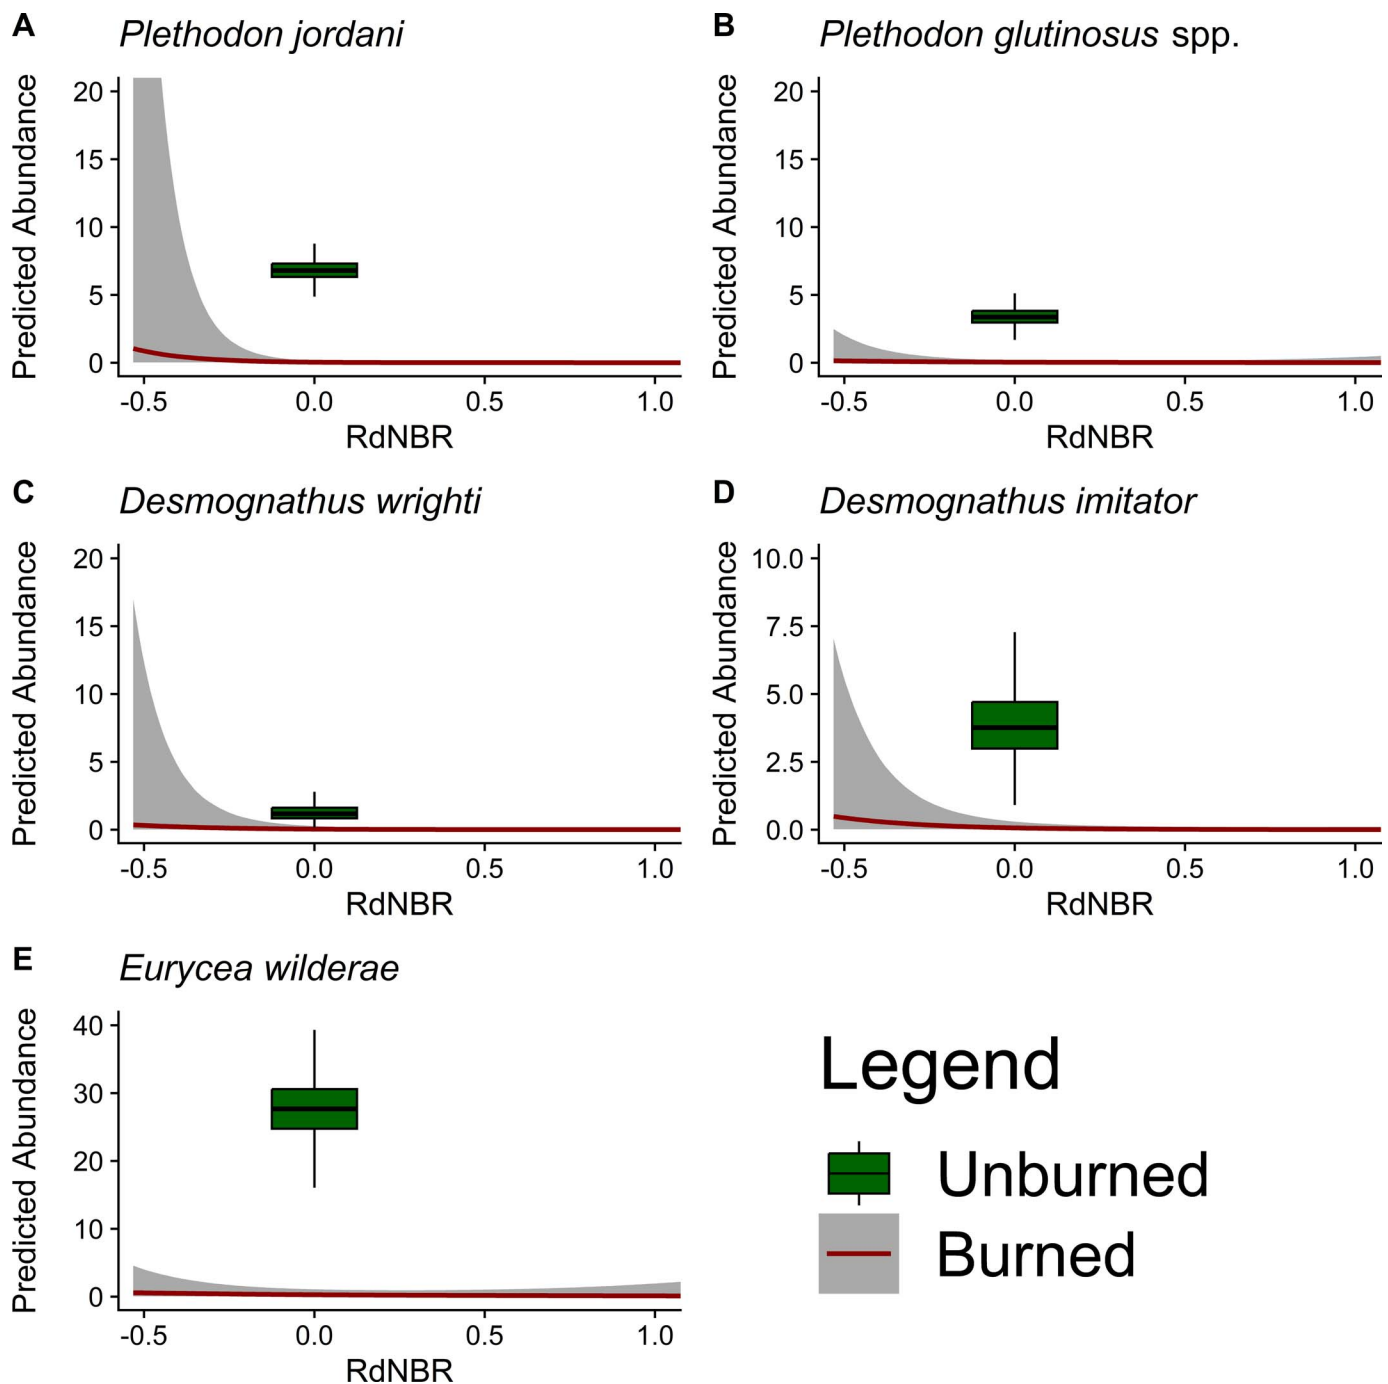 A Plethodon jordani
Predicted Abundance
20
15
10
5
0
-0.5 0.0 0.5 1.0
RdNBR
B Plethodon glutinosus spp.
Predicted Abundance
20
15
10
5
0
-0.5 0.0 0.5 1.0
RdNBR
C Desmognathus wrighti
Predicted Abundance
20
15
10
5
0
-0.5 0.0 0.5 1.0
RdNBR
D Desmognathus imitator
Predicted Abundance
10.0
7.5
5.0
2.5
0.0
-0.5 0.0 0.5 1.0
RdNBR
E Eurycea wilderae
Predicted Abundance
40
30
20
10
0
-0.5 0.0 0.5 1.0
RdNBR
Legend
Unburned
Burned